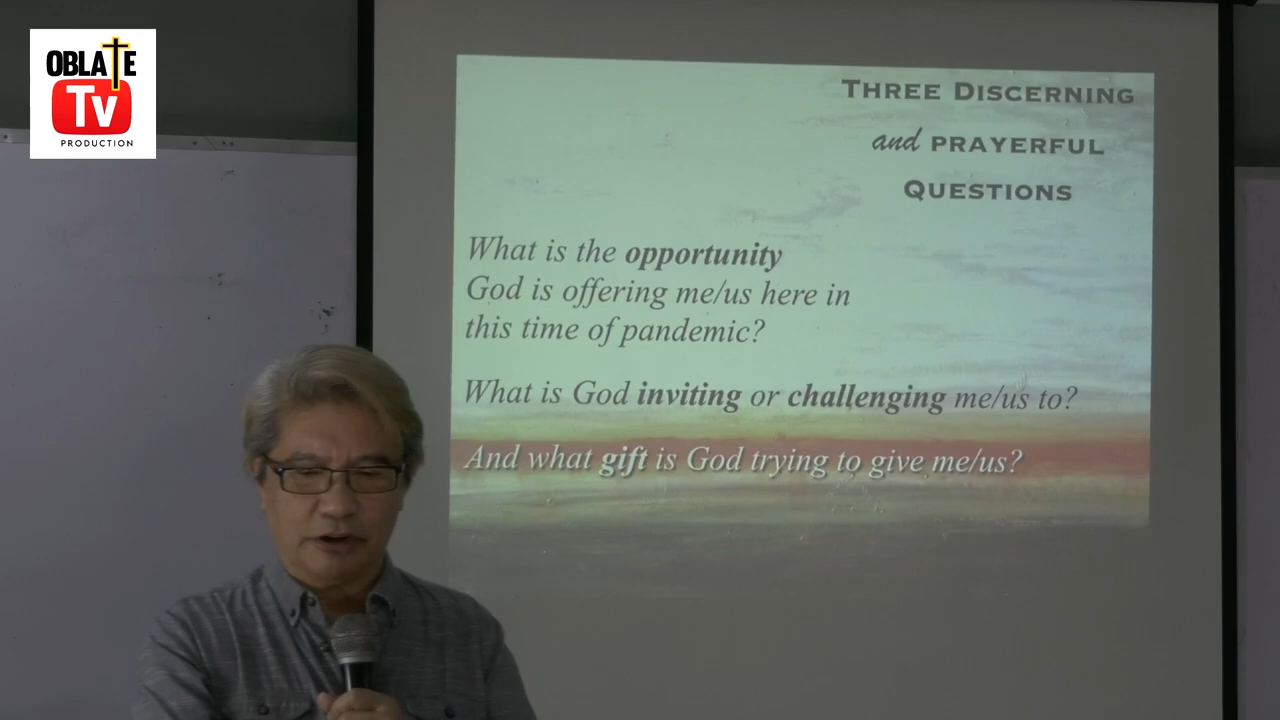 OBLATE
TV
PRODUCTION
THREE DISCERNING
and PRAYERFUL
QUESTIONS
What is the opportunity
God is offering me/us here in
this time of pandemic?
What is God inviting or challenging me/us to?
And what gift is God trying to give me/us?